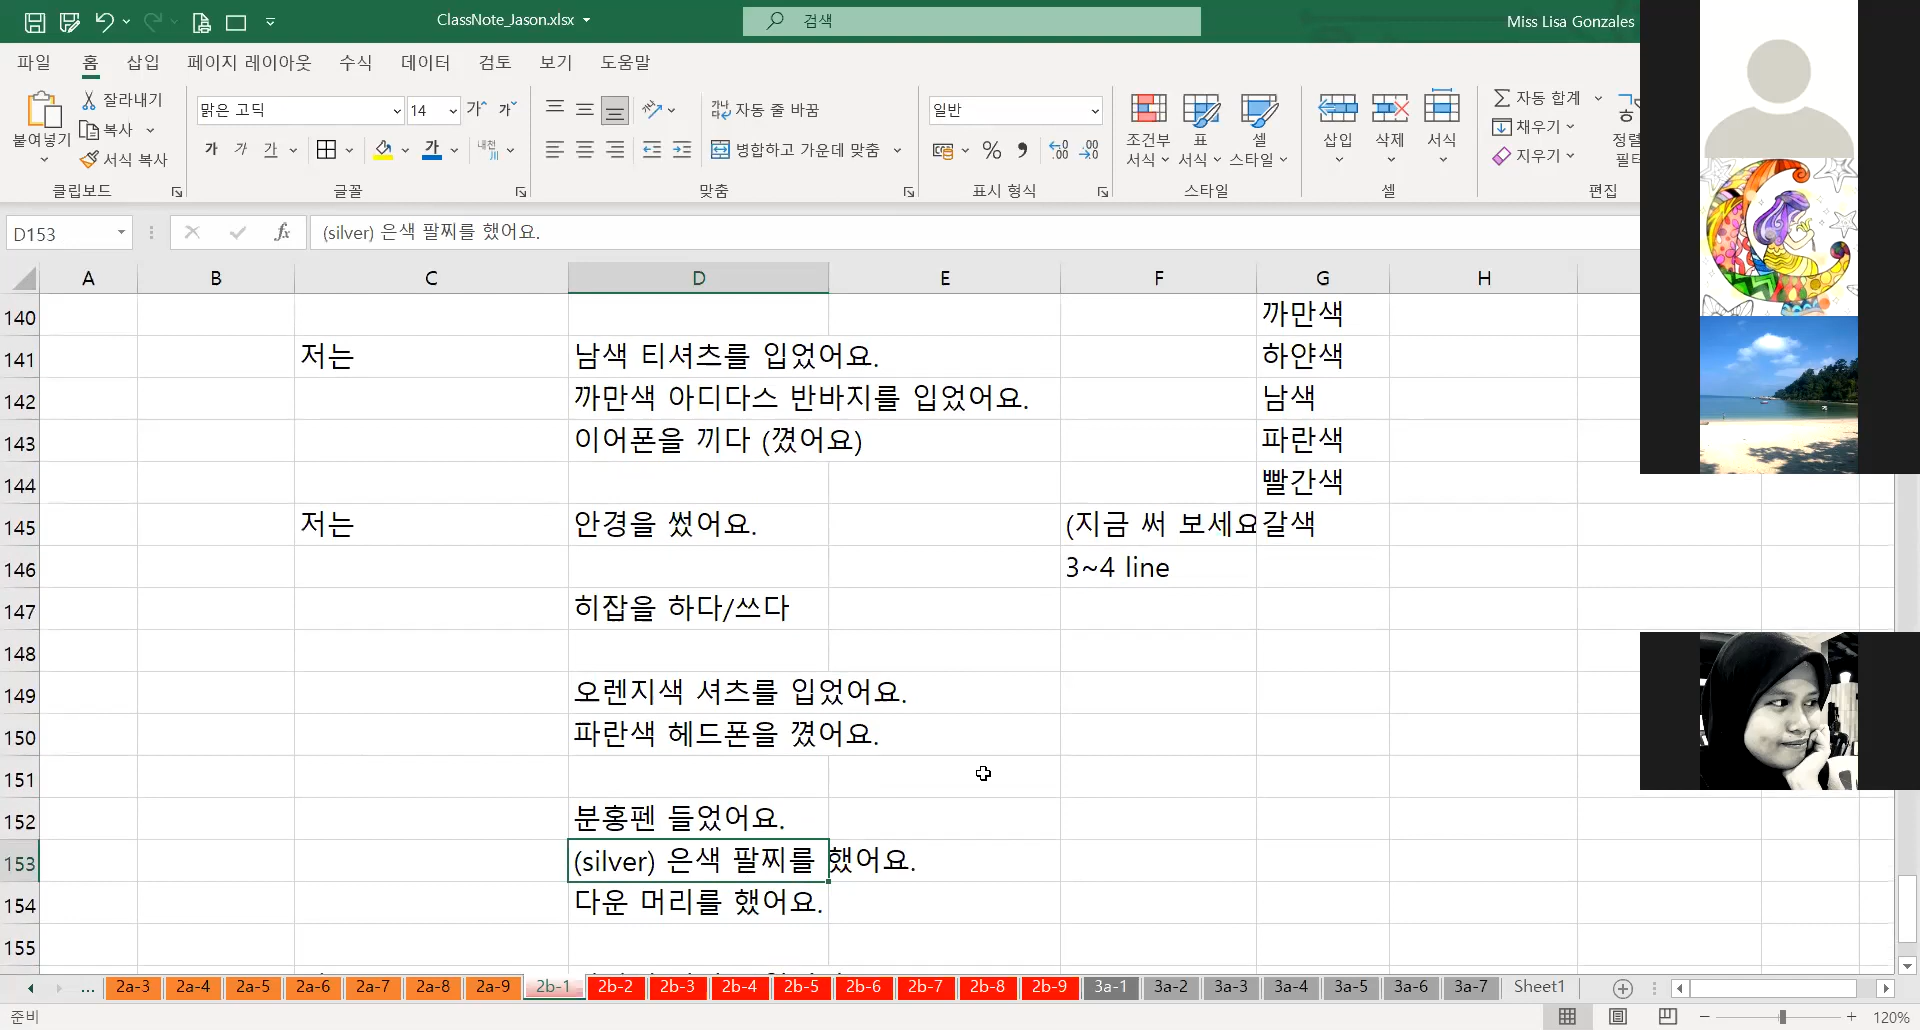 ClassNote_Jason.xlsx
검색
Miss Lisa Gonzales
파일 홈 삽입 페이지 레이아웃 수식 데이터 검토 보기 도움말
붙여넣기
잘라내기
복사
서식 복사
클립보드
맑은 고딕 14 가 가
가 가 가 가 내천
글꼴
가나다라 자동 줄 바꿈
병합하고 가운데 맞춤
맞춤
일반
% .00 .00
표시 형식
조건부 서식
표 서식
셀 스타일
스타일
삽입 삭제 서식
셀
자동 합계
채우기
지우기
편집
D153 fx (silver) 은색 팔찌를 했어요.
A B C D E F G H
140 까만색
141 저는 남색 티셔츠를 입었어요. 하얀색
142 까만색 아디다스 반바지를 입었어요. 남색
143 이어폰을 끼다 (꼈어요) 파란색
144 빨간색
145 저는 안경을 썼어요. (지금 써 보세요 갈색
146 3~4 line
147 히잡을 하다/쓰다
148
149 오렌지색 셔츠를 입었어요.
150 파란색 헤드폰을 꼈어요.
151
152 분홍펜 들었어요.
153 (silver) 은색 팔찌를 했어요.
154 다운 머리를 했어요.
155
... 2a-3 2a-4 2a-5 2a-6 2a-7 2a-8 2a-9 2b-1 2b-2 2b-3 2b-4 2b-5 2b-6 2b-7 2b-8 2b-9 3a-1 3a-2 3a-3 3a-4 3a-5 3a-6 3a-7 Sheet1
준비
120%